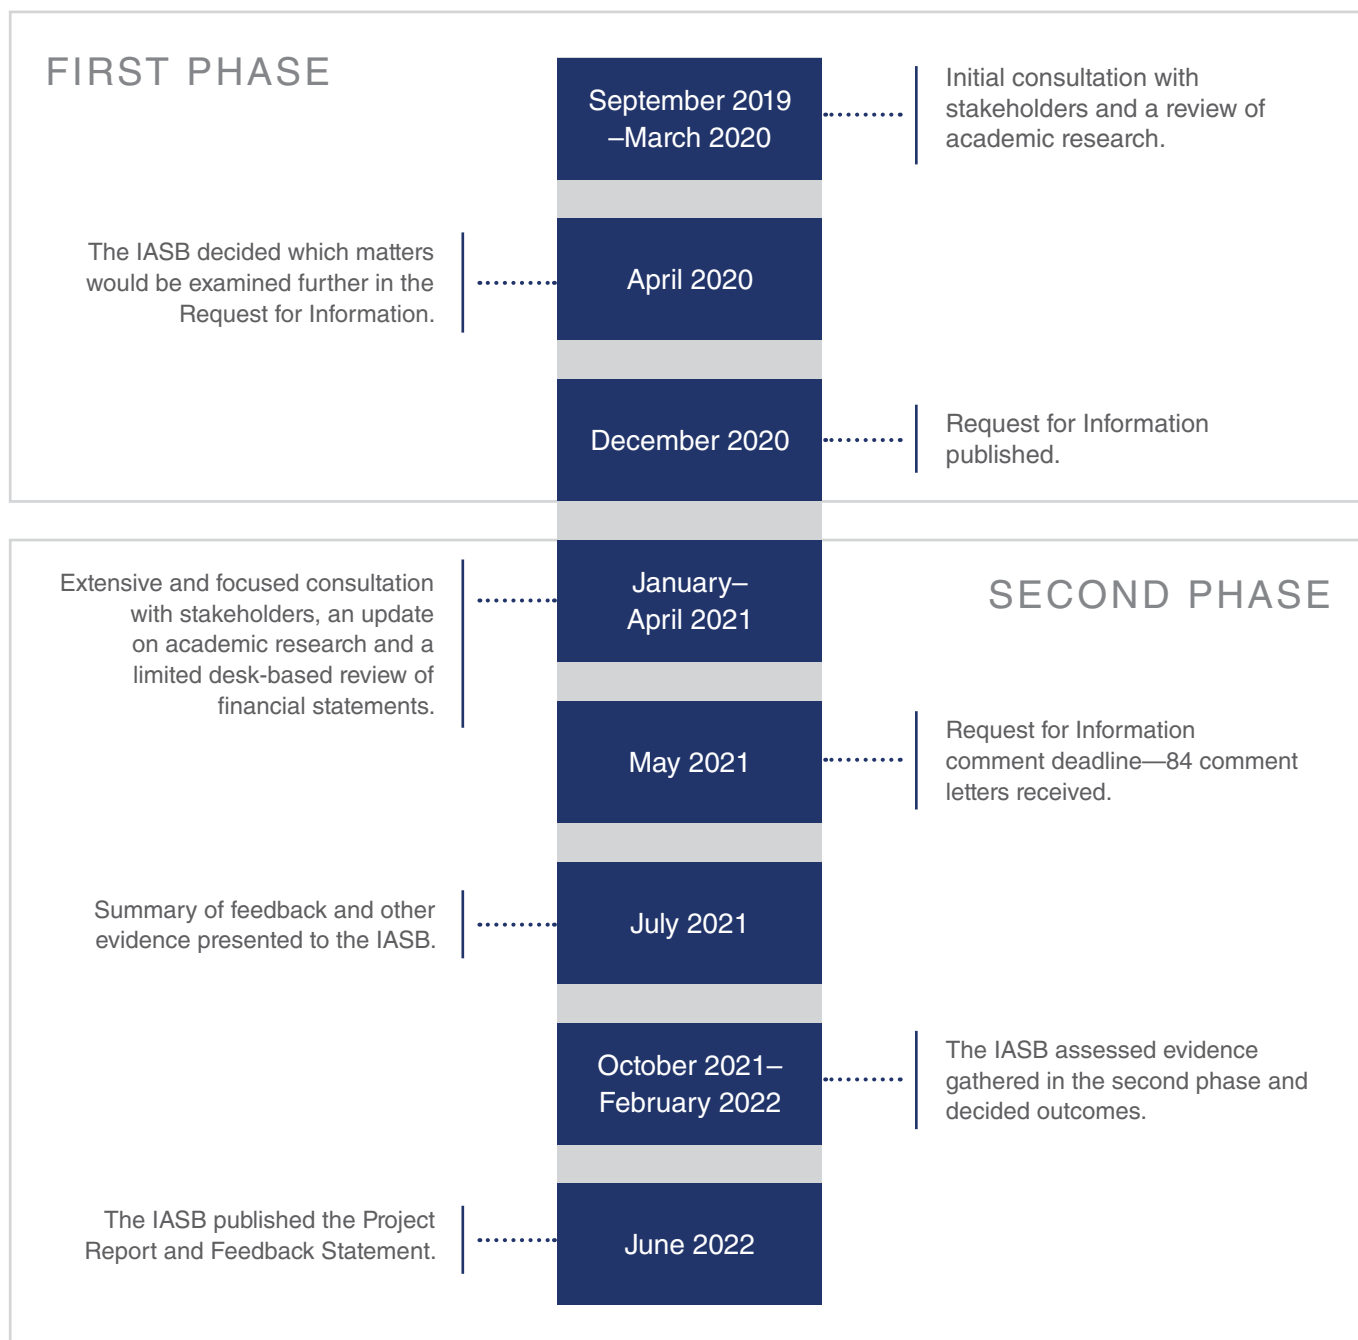 FIRST PHASE
September 2019
–March 2020
Initial consultation with
stakeholders and a review of
academic research.
The IASB decided which matters
would be examined further in the
Request for Information.
April 2020
December 2020
Request for Information
published.
Extensive and focused consultation
with stakeholders, an update
on academic research and a
limited desk-based review of
financial statements.
January–
April 2021
SECOND PHASE
May 2021
Request for Information
comment deadline—84 comment
letters received.
Summary of feedback and other
evidence presented to the IASB.
July 2021
October 2021–
February 2022
The IASB assessed evidence
gathered in the second phase and
decided outcomes.
The IASB published the Project
Report and Feedback Statement.
June 2022